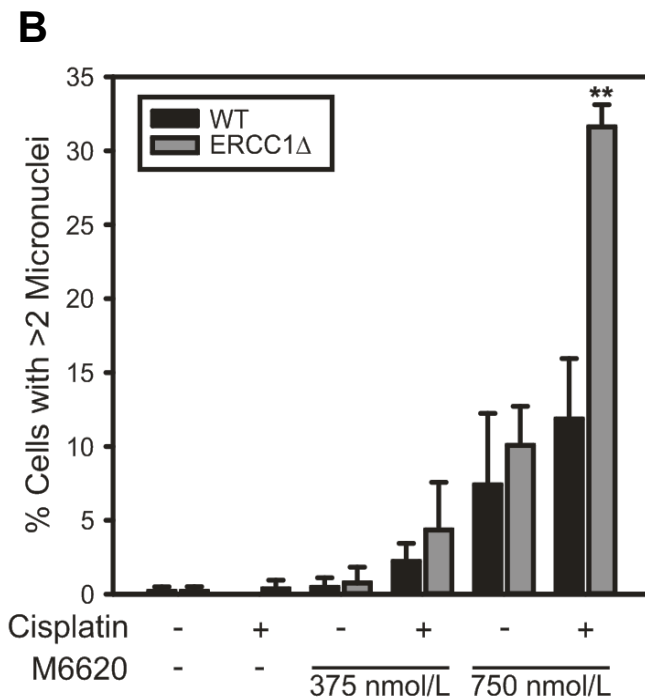 B
% Cells with >2 Micronuclei
35
30
25
20
15
10
5
0
WT
ERCC1Δ
**
Cisplatin - + - + - +
M6620 - - 375 nmol/L 750 nmol/L